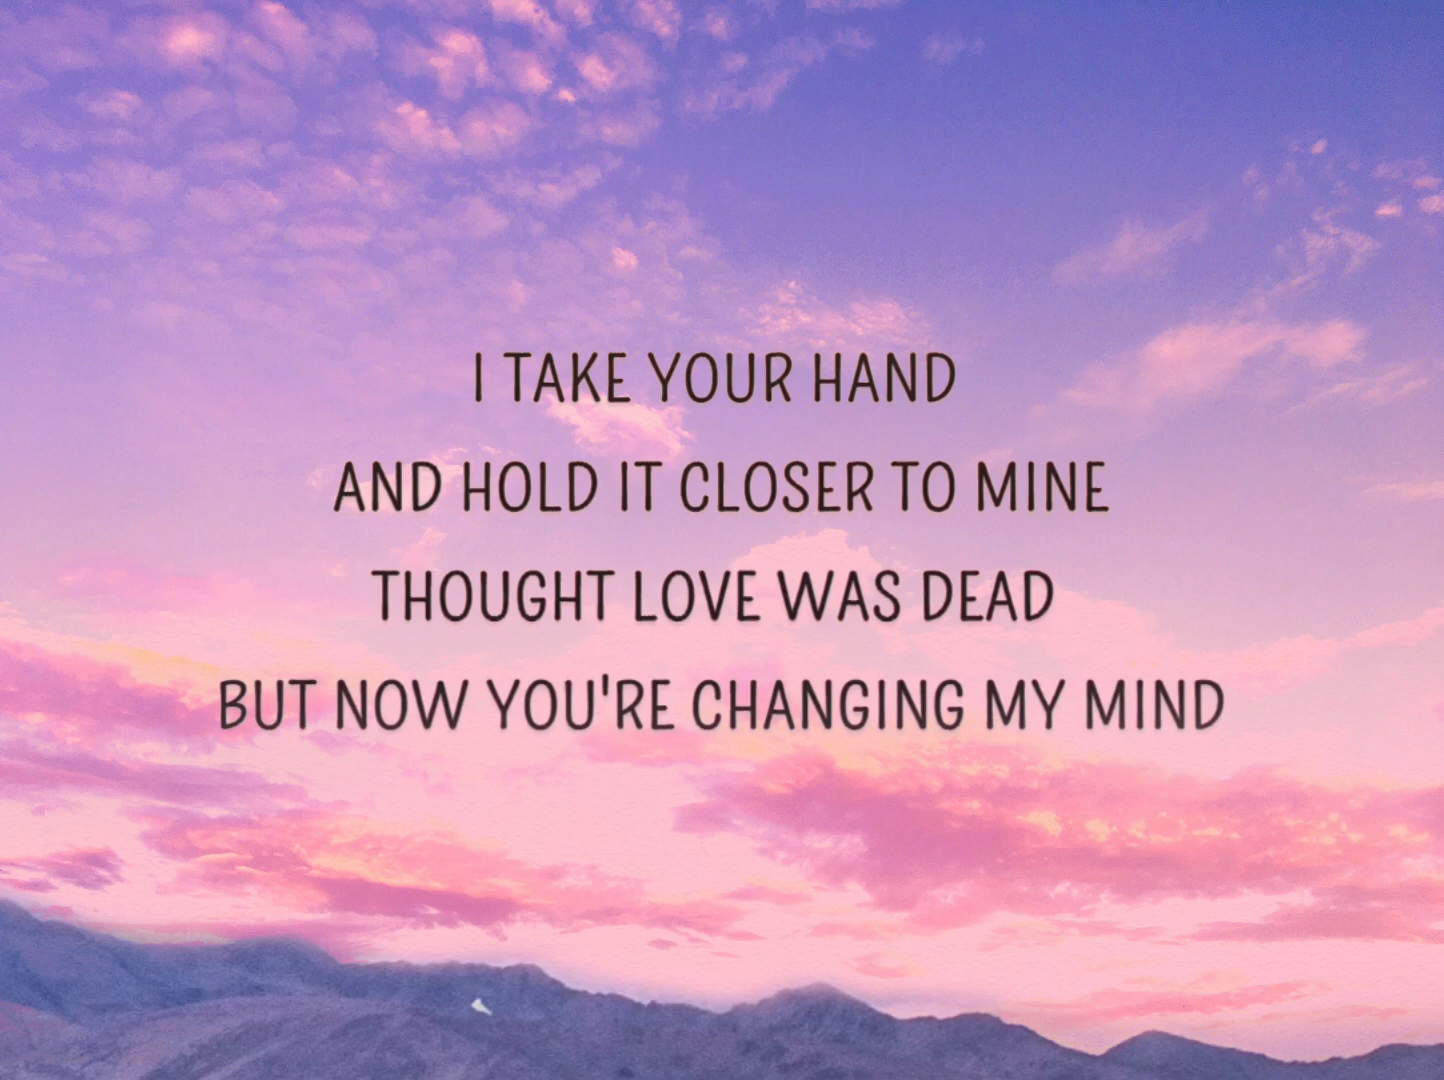 I TAKE YOUR HAND
AND HOLD IT CLOSER TO MINE
THOUGHT LOVE WAS DEAD
BUT NOW YOU'RE CHANGING MY MIND